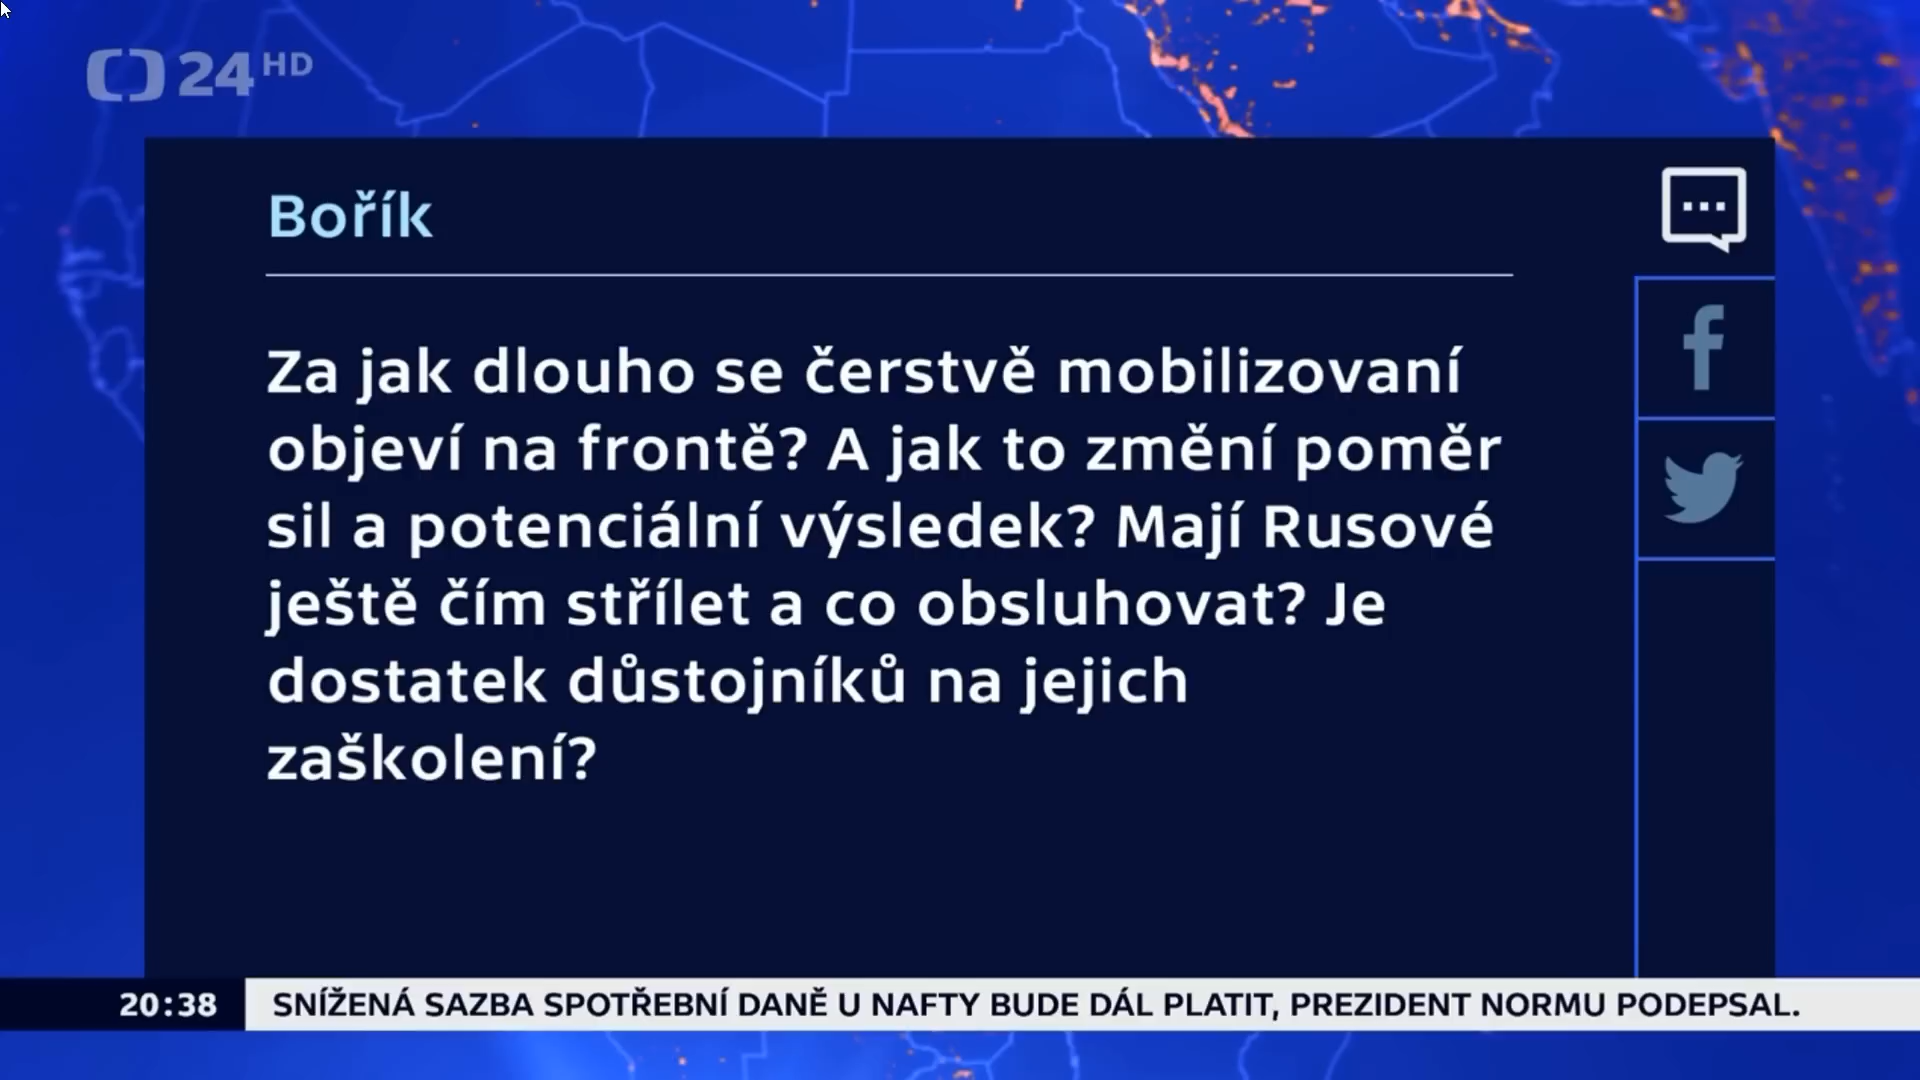 24 HD
Bořík
Za jak dlouho se čerstvě mobilizovaní
objeví na frontě? A jak to změní poměr
sil a potenciální výsledek? Mají Rusové
ještě čím střílet a co obsluhovat? Je
dostatek důstojníků na jejich
zaškolení?
20:38 SNÍŽENÁ SAZBA SPOTŘEBNÍ DANĚ U NAFTY BUDE DÁL PLATIT, PREZIDENT NORMU PODEPSAL.